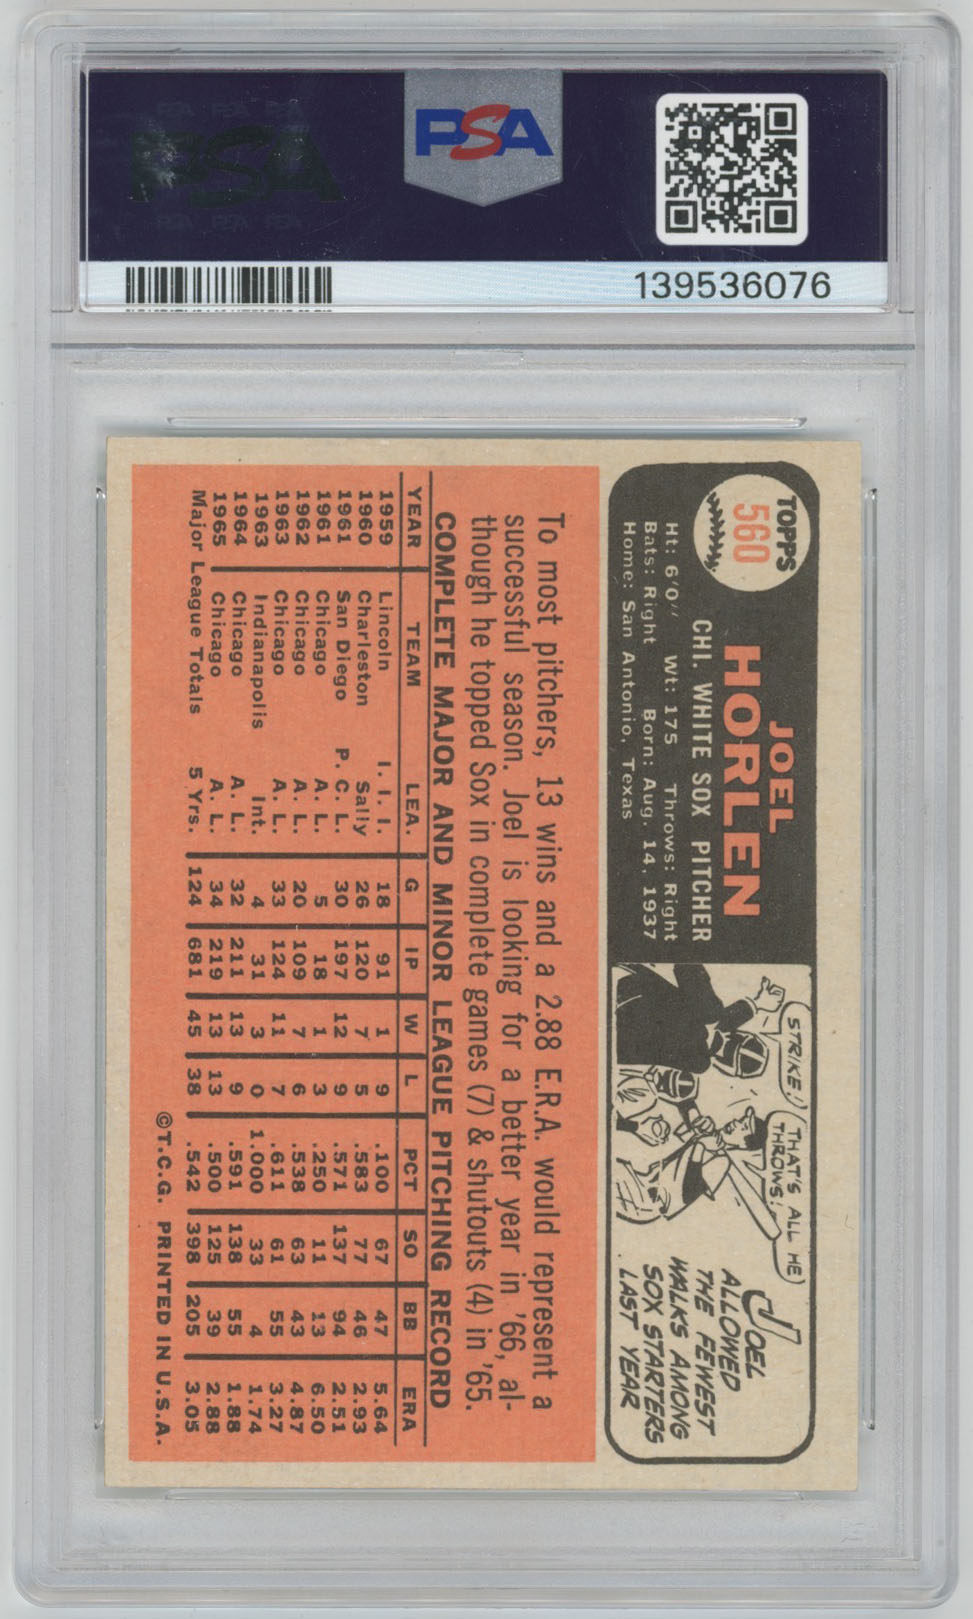 PSA
139536076
TOPPS
560
JOEL
HORLEN
CHI. WHITE SOX PITCHER
Ht: 6'0" Wt: 175 Throws: Right
Bats: Right Born: Aug. 14, 1937
Home: San Antonio, Texas
STRIKE!
THAT'S ALL HE
THROWS!
JOEL
ALLOWED
THE FEWEST
WALKS AMONG
SOX STARTERS
LAST YEAR
To most pitchers, 13 wins and a 2.88 E.R.A. would represent a
successful season. Joel is looking for a better year in '66, al-
though he topped Sox in complete games (7) & shutouts (4) in '65.
COMPLETE MAJOR AND MINOR LEAGUE PITCHING RECORD
YEAR TEAM LEA. G IP W L PCT SO BB ERA
1959 Lincoln I. I. I. 18 91 1 9 .100 67 47 5.64
1960 Charleston Sally 26 120 7 5 .583 77 46 2.93
1961 San Diego P. C. L. 30 197 12 9 .571 137 94 2.51
1961 Chicago A. L. 5 18 1 3 .250 11 13 6.50
1962 Chicago A. L. 20 109 7 6 .538 63 43 4.87
1963 Chicago A. L. 33 124 11 7 .611 61 55 3.27
1963 Indianapolis Int. 4 31 3 0 1.000 33 4 1.74
1964 Chicago A. L. 32 211 13 9 .591 138 55 1.88
1965 Chicago A. L. 34 219 13 13 .500 125 39 2.88
Major League Totals 5 Yrs. 124 681 45 38 .542 398 205 3.05
©T.C.G. PRINTED IN U.S.A.